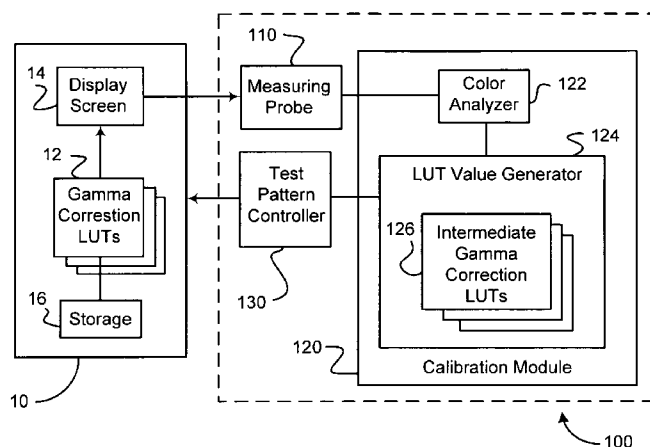 110
14
Display
Screen
Measuring
Probe
Color
Analyzer
122
12
124
Gamma
Correstion
LUTs
Test
Pattern
Controller
LUT Value Generator
126
Intermediate
Gamma
Correction
LUTs
16
Storage
130
120
Calibration Module
10
100